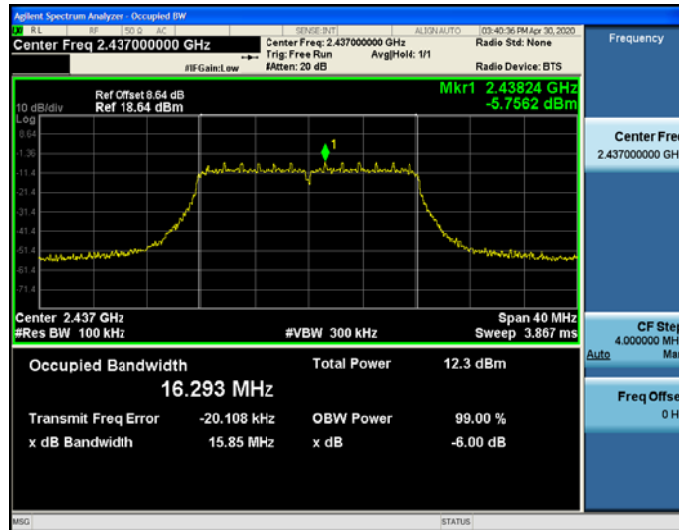 Agilent Spectrum Analyzer - Occupied BW
RL RF 50 Ω AC SENSE:INT ALIGN AUTO 03:40:36 PM Apr 30, 2020
Center Freq 2.437000000 GHz Center Freq: 2.437000000 GHz Radio Std: None Frequency
Trig: Free Run Avg|Hold: 1/1
#IFGain:Low #Atten: 20 dB Radio Device: BTS
Ref Offset 8.64 dB Mkr1 2.43824 GHz
10 dB/div Ref 18.64 dBm -5.7562 dBm
Log
8.64
-1.36
-11.4
-21.4
-31.4
-41.4
-51.4
-61.4
-71.4
1
Center Fre
2.437000000 GH
Center 2.437 GHz Span 40 MHz
#Res BW 100 kHz #VBW 300 kHz Sweep 3.867 ms
CF Step
4.000000 MH
Auto Ma
Occupied Bandwidth Total Power 12.3 dBm
16.293 MHz
Transmit Freq Error -20.108 kHz OBW Power 99.00 %
x dB Bandwidth 15.85 MHz x dB -6.00 dB
Freq Offse
0 H
MSG STATUS